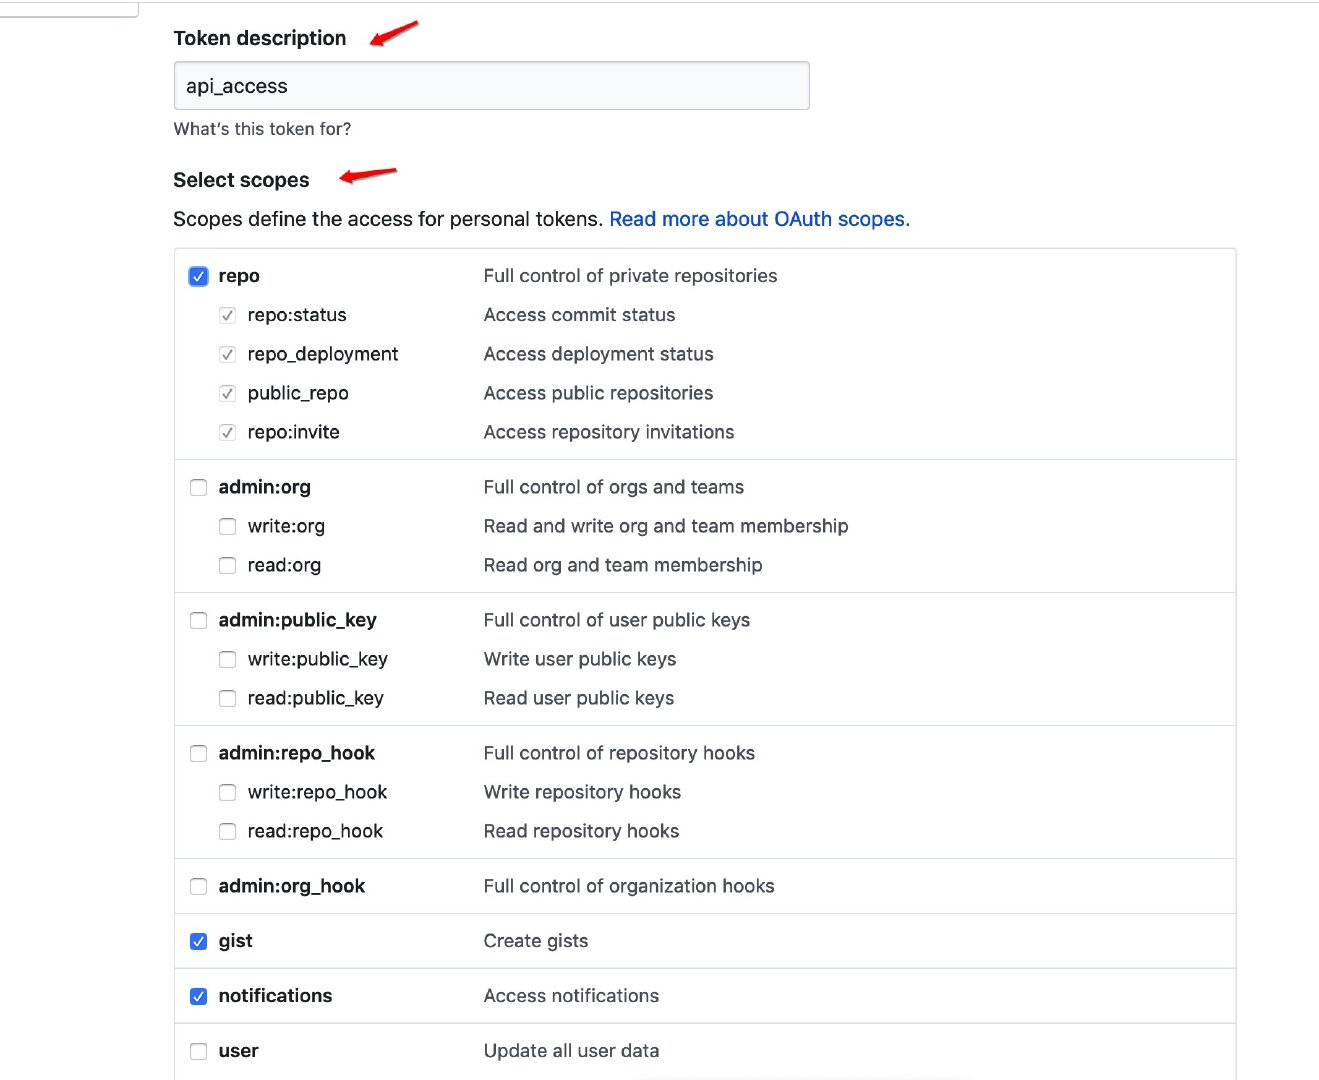 Token description
api_access
What's this token for?
Select scopes
Scopes define the access for personal tokens. Read more about OAuth scopes.
repo Full control of private repositories
repo:status Access commit status
repo_deployment Access deployment status
public_repo Access public repositories
repo:invite Access repository invitations
admin:org Full control of orgs and teams
write:org Read and write org and team membership
read:org Read org and team membership
admin:public_key Full control of user public keys
write:public_key Write user public keys
read:public_key Read user public keys
admin:repo_hook Full control of repository hooks
write:repo_hook Write repository hooks
read:repo_hook Read repository hooks
admin:org_hook Full control of organization hooks
gist Create gists
notifications Access notifications
user Update all user data